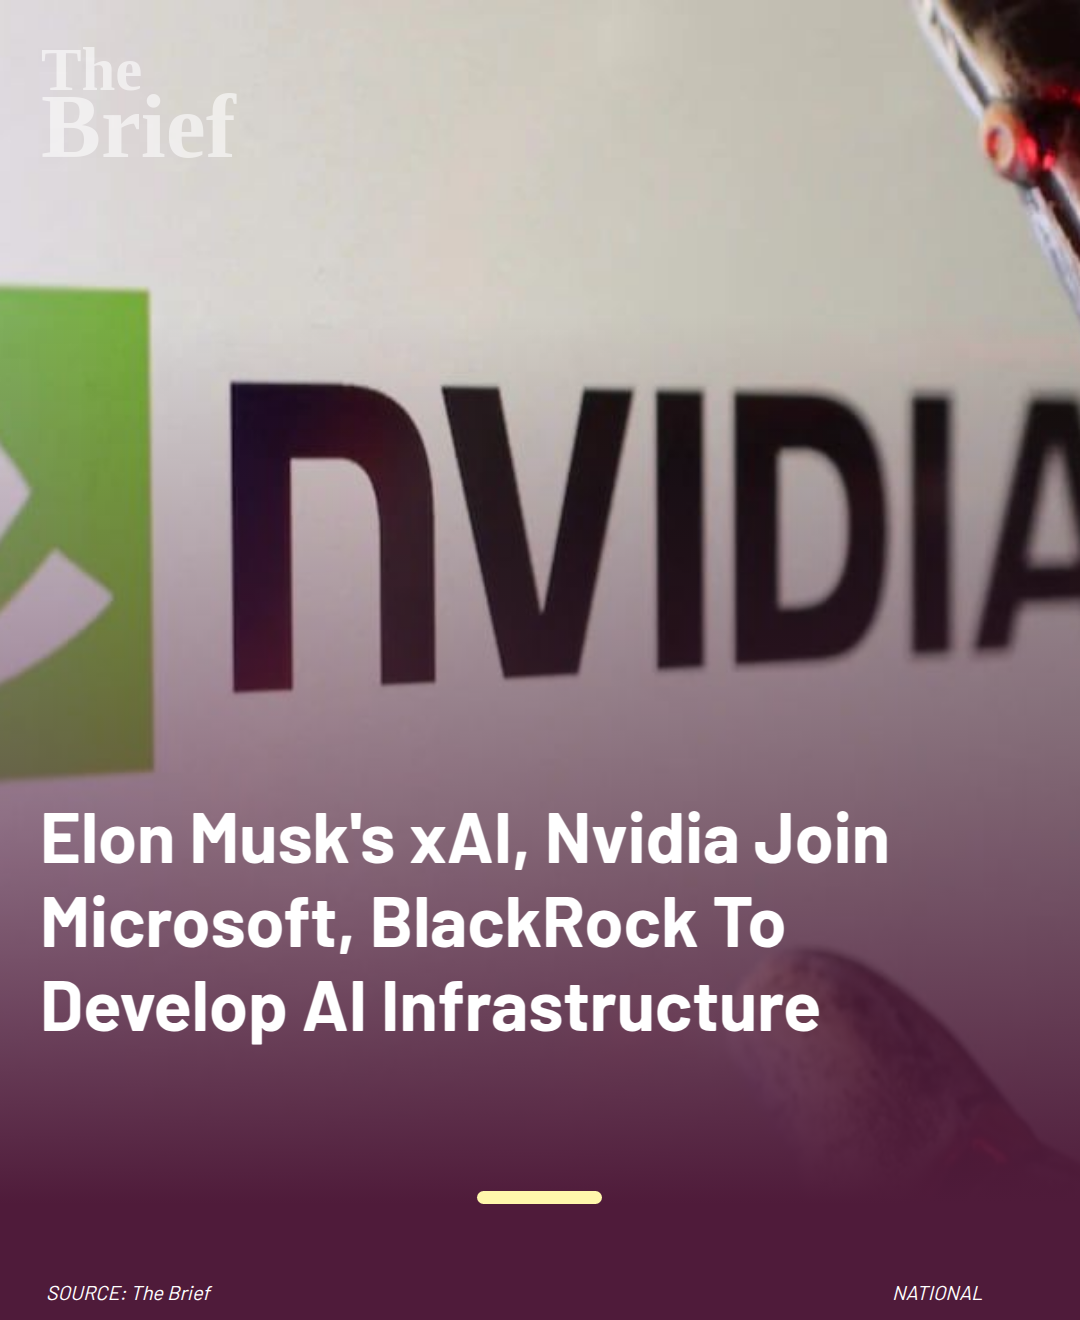 The
Brief
nVIDIA
Elon Musk's xAI, Nvidia Join
Microsoft, BlackRock To
Develop AI Infrastructure
SOURCE: The Brief
NATIONAL